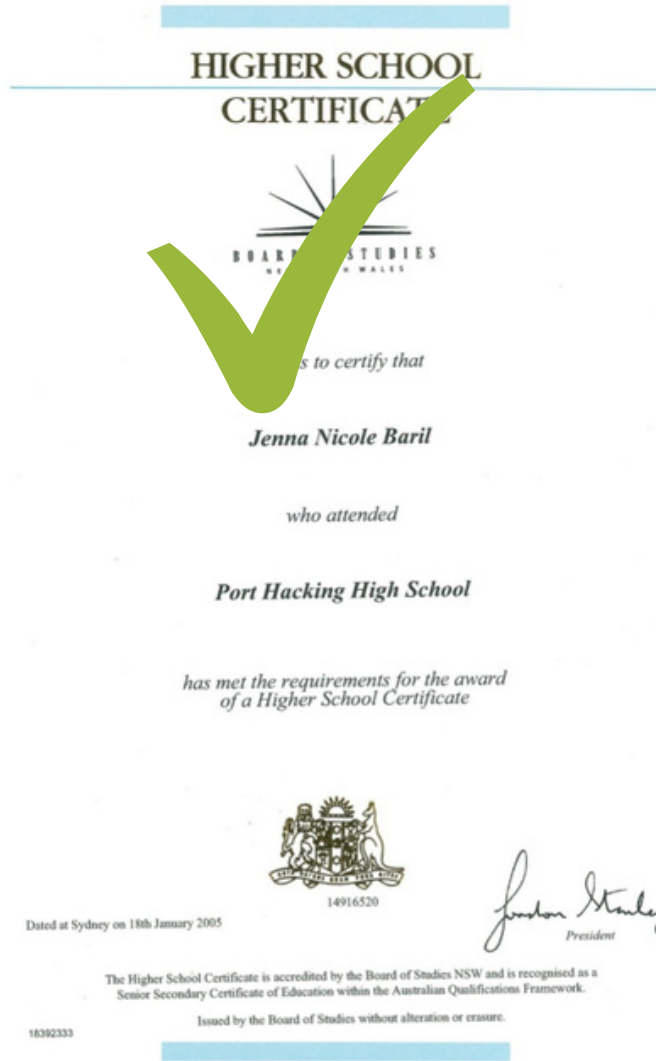 HIGHER SCHOOL
CERTIFICATE
STUDIES
WALES
to certify that
Jenna Nicole Baril
who attended
Port Hacking High School
has met the requirements for the award
of a Higher School Certificate
14916520
Dated at Sydney on 18th January 2005
President
The Higher School Certificate is accredited by the Board of Studies NSW and is recognised as a
Senior Secondary Certificate of Education within the Australian Qualifications Framework.
Issued by the Board of Studies without alteration or erasure.
18392333